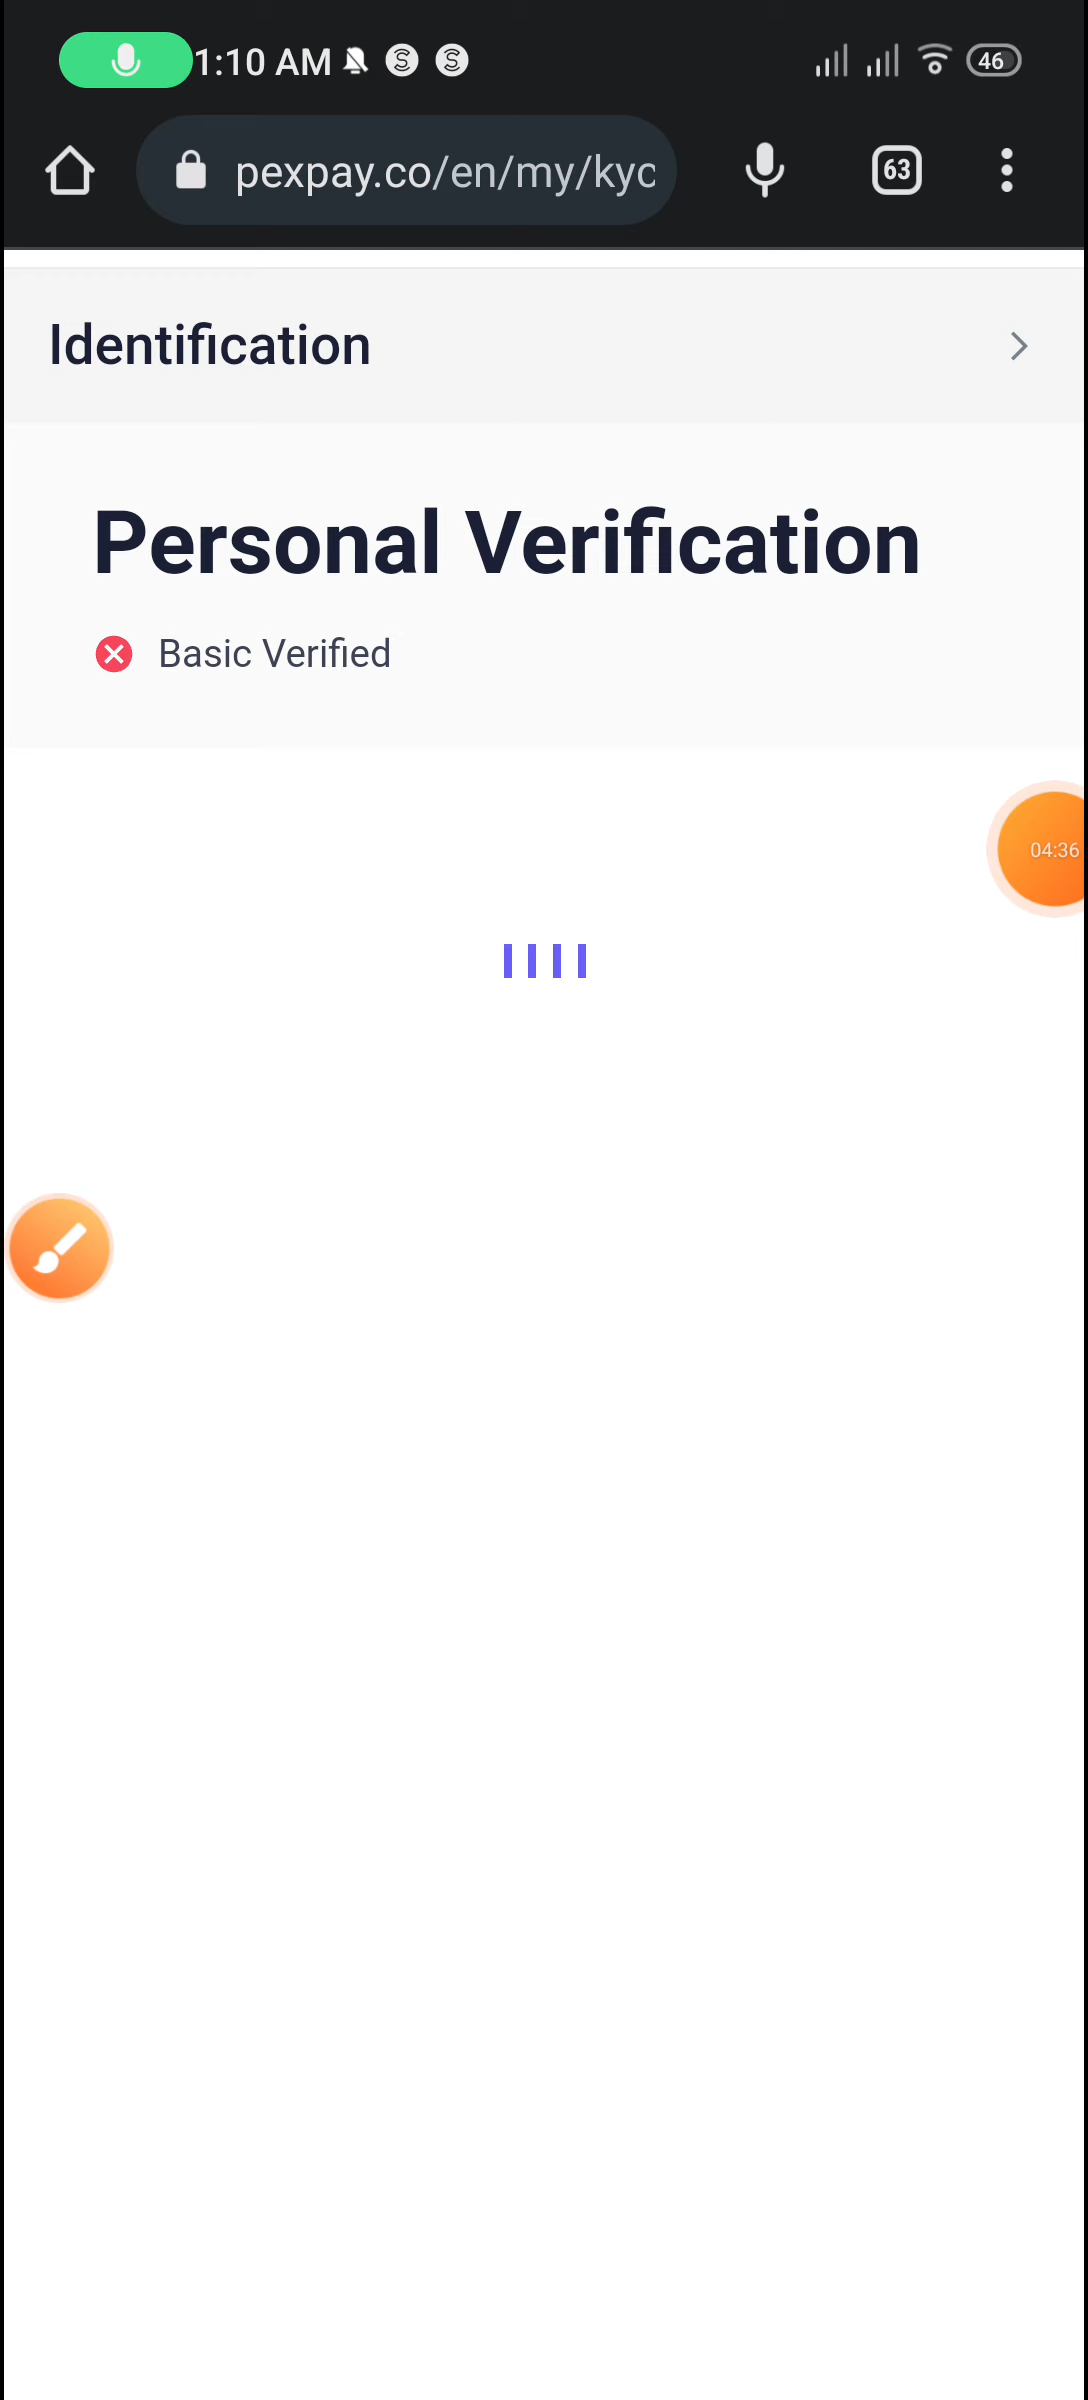 1:10 AM
46
pexpay.co/en/my/kyc
63
Identification
Personal Verification
Basic Verified
04:36